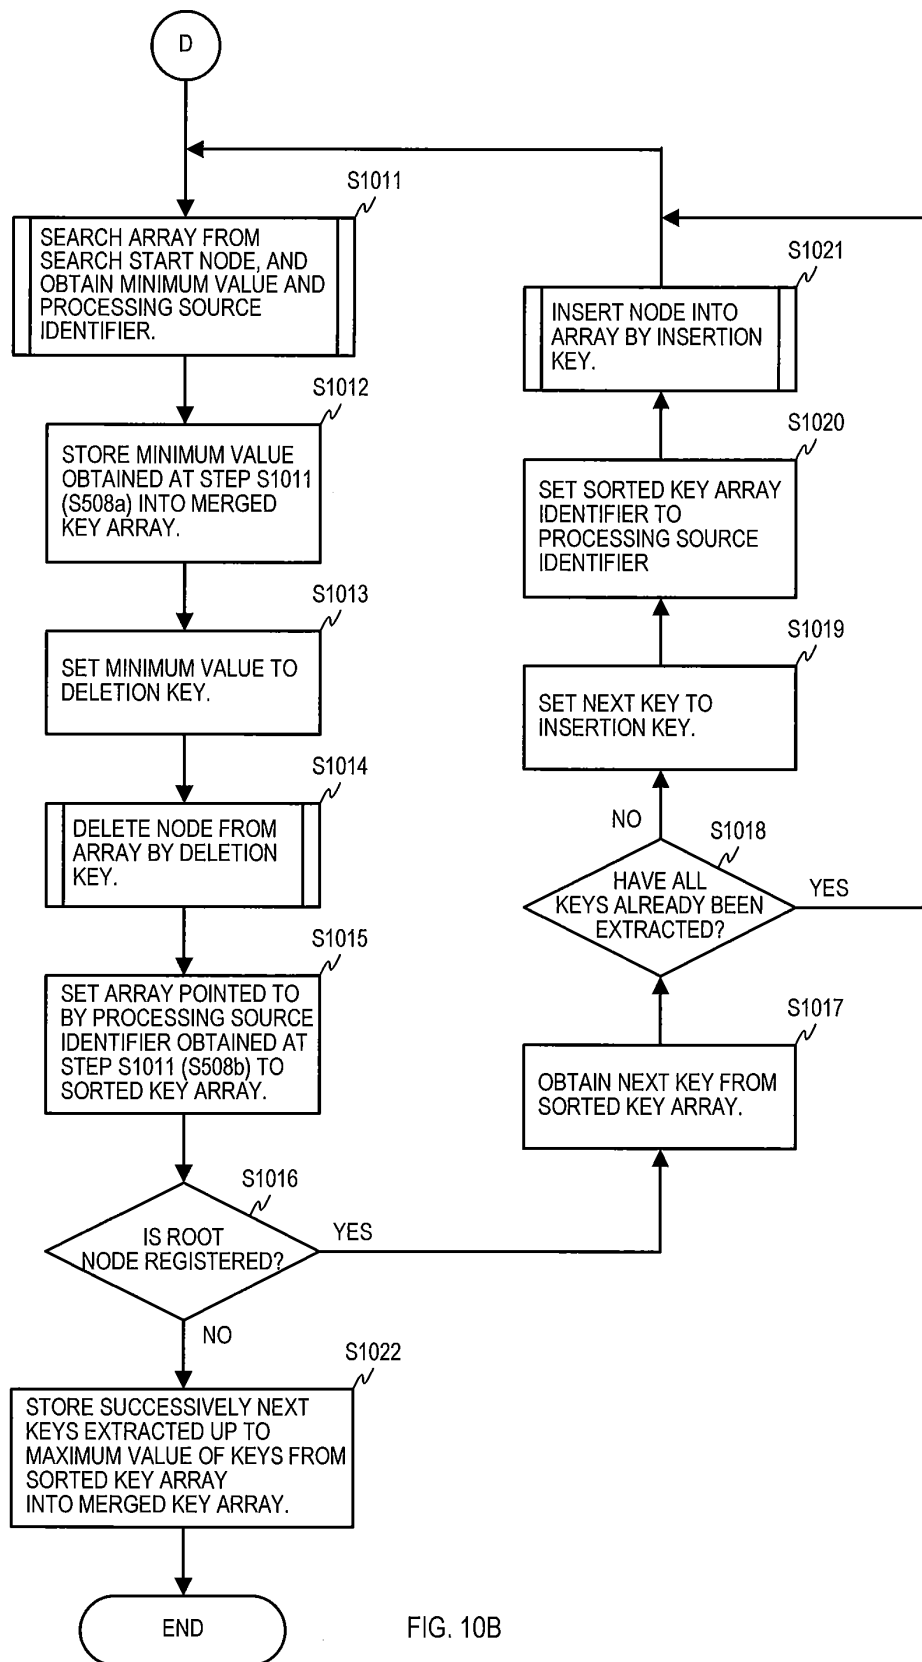 D
S1011
SEARCH ARRAY FROM
SEARCH START NODE, AND
OBTAIN MINIMUM VALUE AND
PROCESSING SOURCE
IDENTIFIER.
S1012
STORE MINIMUM VALUE
OBTAINED AT STEP S1011
(S508a) INTO MERGED
KEY ARRAY.
S1013
SET MINIMUM VALUE TO
DELETION KEY.
S1014
DELETE NODE FROM
ARRAY BY DELETION
KEY.
S1015
SET ARRAY POINTED TO
BY PROCESSING SOURCE
IDENTIFIER OBTAINED AT
STEP S1011 (S508b) TO
SORTED KEY ARRAY.
S1016
IS ROOT
NODE REGISTERED?
YES
NO
S1022
STORE SUCCESSIVELY NEXT
KEYS EXTRACTED UP TO
MAXIMUM VALUE OF KEYS FROM
SORTED KEY ARRAY
INTO MERGED KEY ARRAY.
END
S1021
INSERT NODE INTO
ARRAY BY INSERTION
KEY.
S1020
SET SORTED KEY ARRAY
IDENTIFIER TO
PROCESSING SOURCE
IDENTIFIER
S1019
SET NEXT KEY TO
INSERTION KEY.
NO
S1018
HAVE ALL
KEYS ALREADY BEEN
EXTRACTED?
YES
S1017
OBTAIN NEXT KEY FROM
SORTED KEY ARRAY.
FIG. 10B